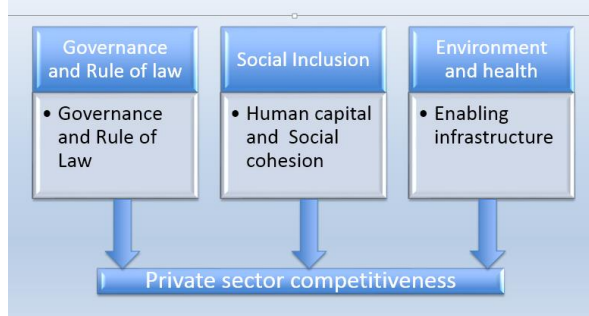 Governance
and Rule of law
• Governance
and Rule of
Law
Social Inclusion
• Human capital
and Social
cohesion
Environment
and health
• Enabling
infrastructure
Private sector competitiveness